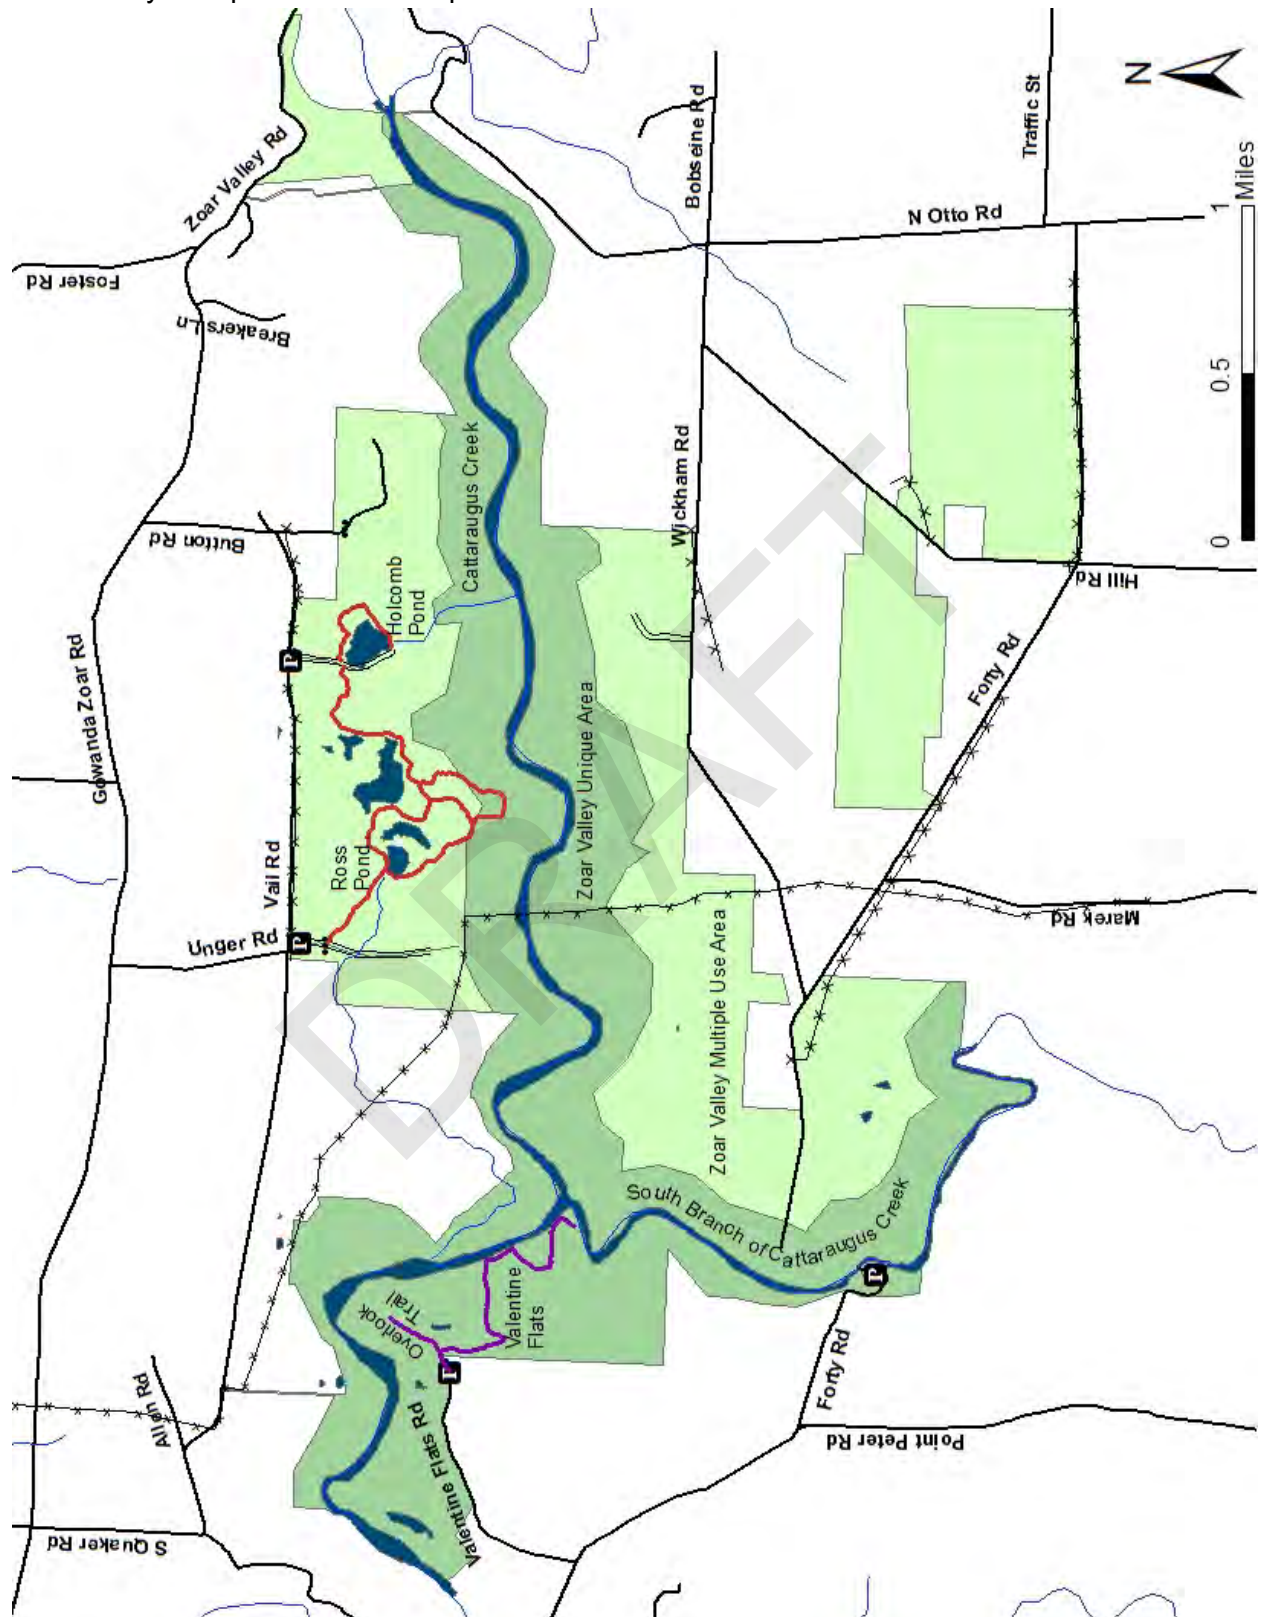 Zoar Valley Rd
Foster Rd
Breakers Ln
Button Rd
Gowanda Zoar Rd
Vail Rd
Unger Rd
Allen Rd
S Quaker Rd
Bobseine Rd
Traffic St
N Otto Rd
Wickham Rd
Hill Rd
Forty Rd
Marek Rd
Cattaraugus Creek
Holcomb
Pond
Ross
Pond
Zoar Valley Unique Area
Zoar Valley Multiple Use Area
South Branch of Cattaraugus Creek
Overlook
Trail
Valentine
Flats
Valentine Flats Rd
Forty Rd
Point Peter Rd
P
P
P
P
N
0 0.5 1
Miles
DRAFT